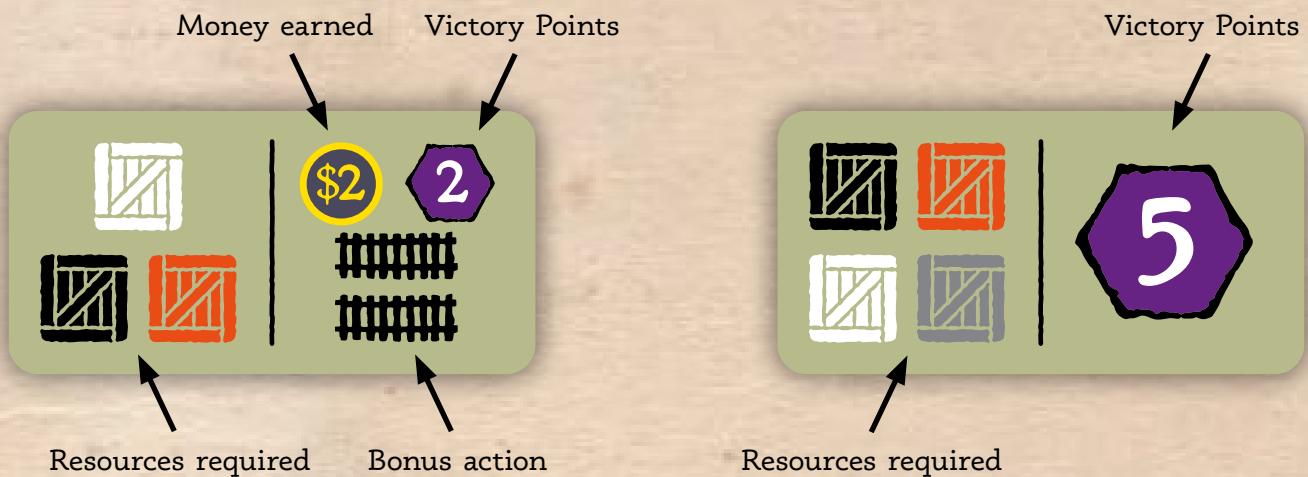 Money earned
Victory Points
Victory Points
$2
2
5
Resources required
Bonus action
Resources required